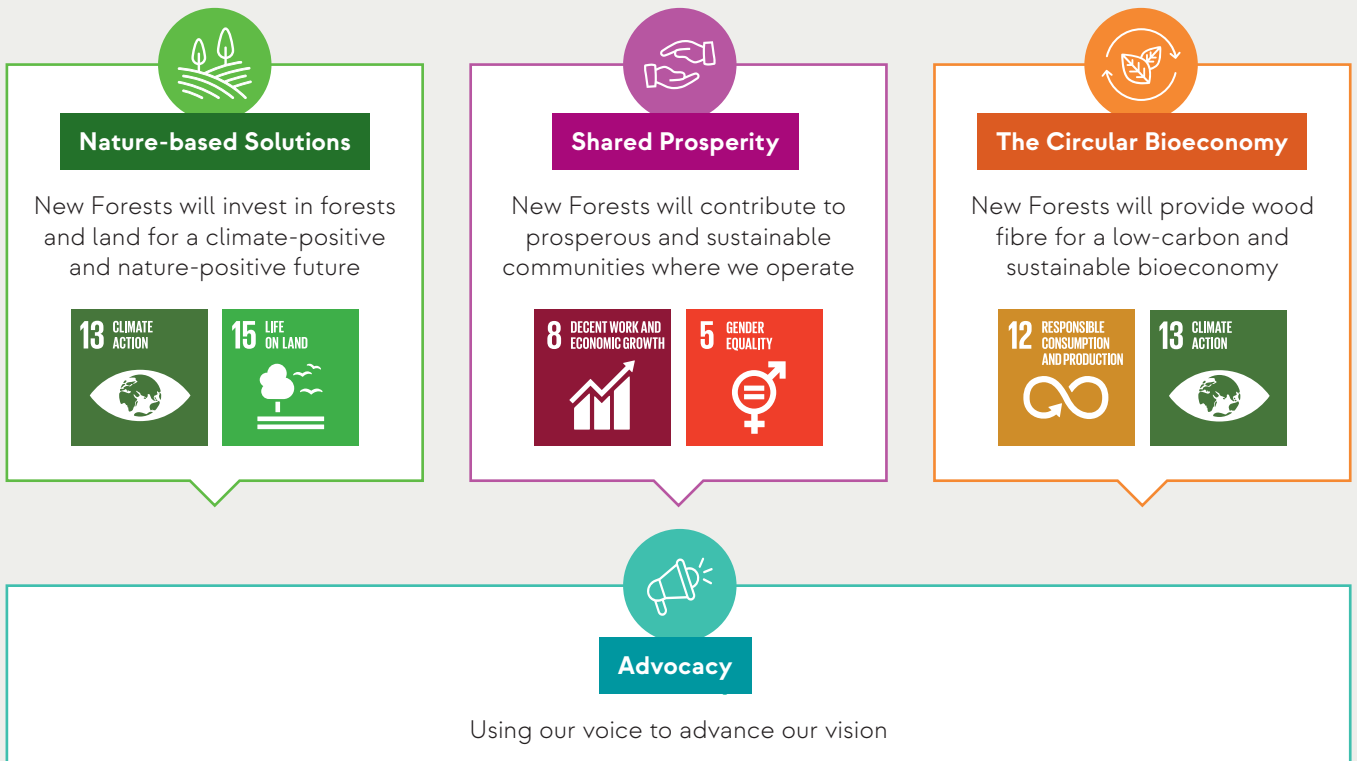 Nature-based Solutions
New Forests will invest in forests
and land for a climate-positive
and nature-positive future
13 CLIMATE
ACTION
15 LIFE
ON LAND
Shared Prosperity
New Forests will contribute to
prosperous and sustainable
communities where we operate
8 DECENT WORK AND
ECONOMIC GROWTH
5 GENDER
EQUALITY
The Circular Bioeconomy
New Forests will provide wood
fibre for a low-carbon and
sustainable bioeconomy
12 RESPONSIBLE
CONSUMPTION
AND PRODUCTION
13 CLIMATE
ACTION
Advocacy
Using our voice to advance our vision